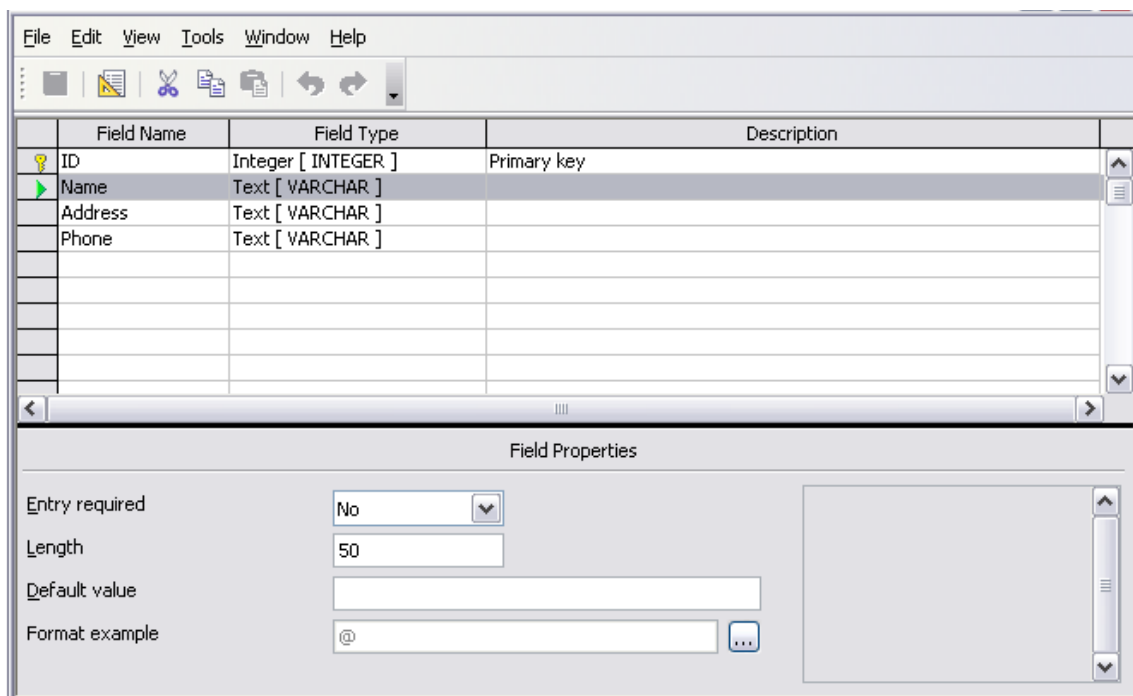 File Edit View Tools Window Help
Field Name Field Type Description
ID Integer [ INTEGER ] Primary key
Name Text [ VARCHAR ]
Address Text [ VARCHAR ]
Phone Text [ VARCHAR ]
Field Properties
Entry required No
Length 50
Default value
Format example @ ...